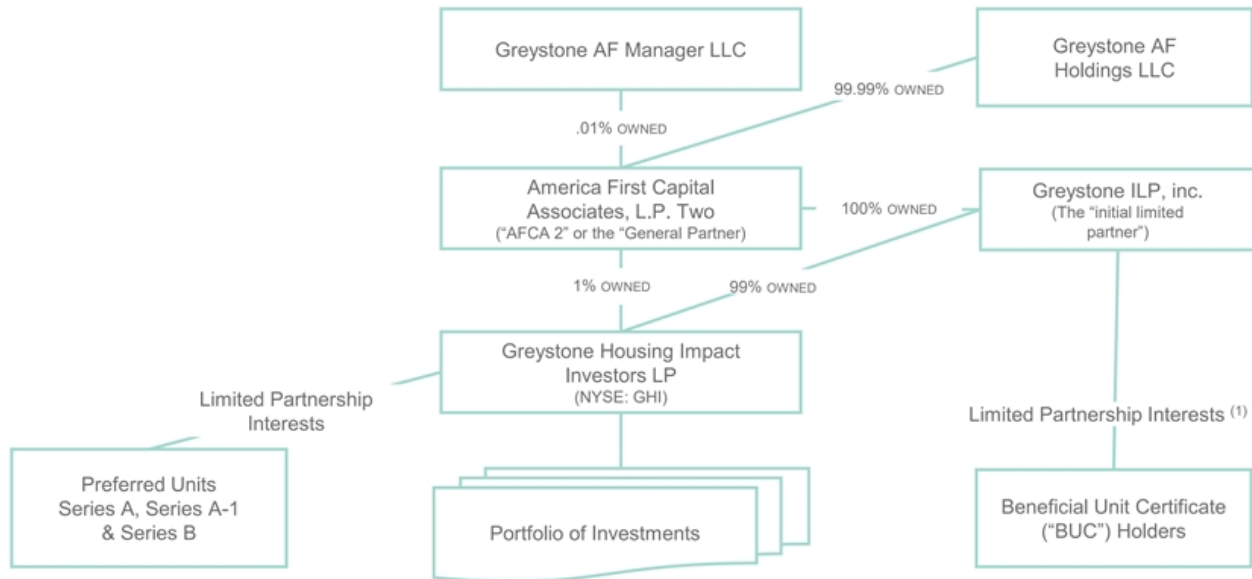 Greystone AF Manager LLC
Greystone AF
Holdings LLC
99.99% OWNED
.01% OWNED
America First Capital
Associates, L.P. Two
(“AFCA 2” or the “General Partner)
100% OWNED
Greystone ILP, inc.
(The “initial limited
partner”)
1% OWNED
99% OWNED
Greystone Housing Impact
Investors LP
(NYSE: GHI)
Limited Partnership
Interests
Limited Partnership Interests (1)
Preferred Units
Series A, Series A-1
& Series B
Portfolio of Investments
Beneficial Unit Certificate
(“BUC”) Holders